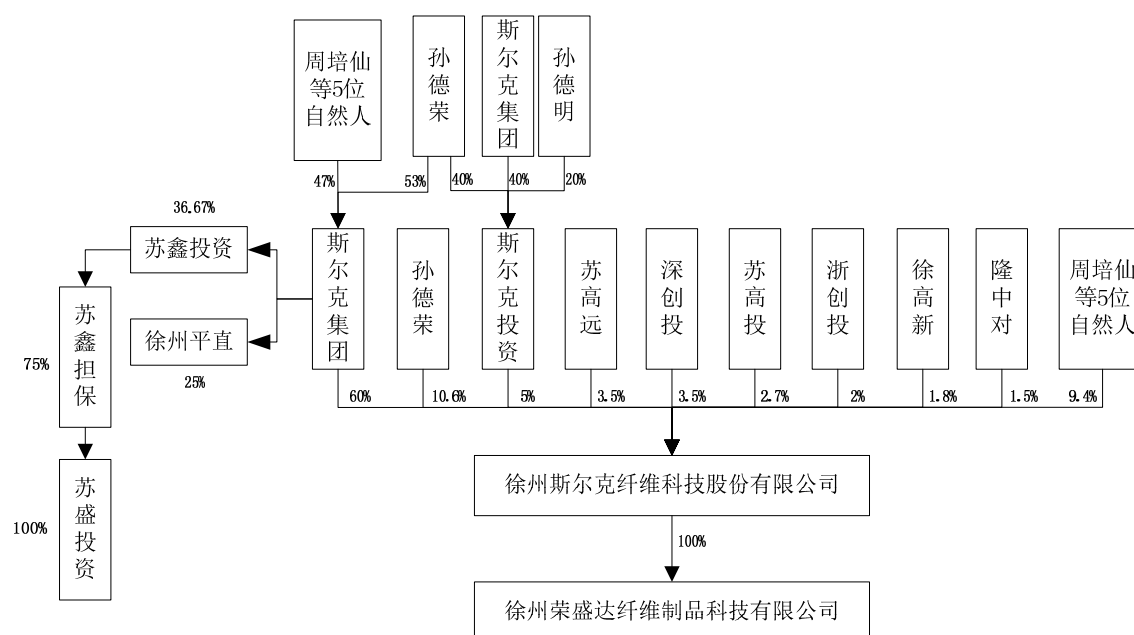 周培仙
等5位
自然人
孙德荣
斯尔克集团
孙德明
47%
53%
40%
40%
20%
36.67%
苏鑫投资
徐州平直
25%
苏鑫担保
75%
苏盛投资
100%
斯尔克集团
孙德荣
斯尔克投资
苏高远
深创投
苏高投
浙创投
徐高新
隆中对
周培仙
等5位
自然人
60%
10.6%
5%
3.5%
3.5%
2.7%
2%
1.8%
1.5%
9.4%
徐州斯尔克纤维科技股份有限公司
100%
徐州荣盛达纤维制品科技有限公司